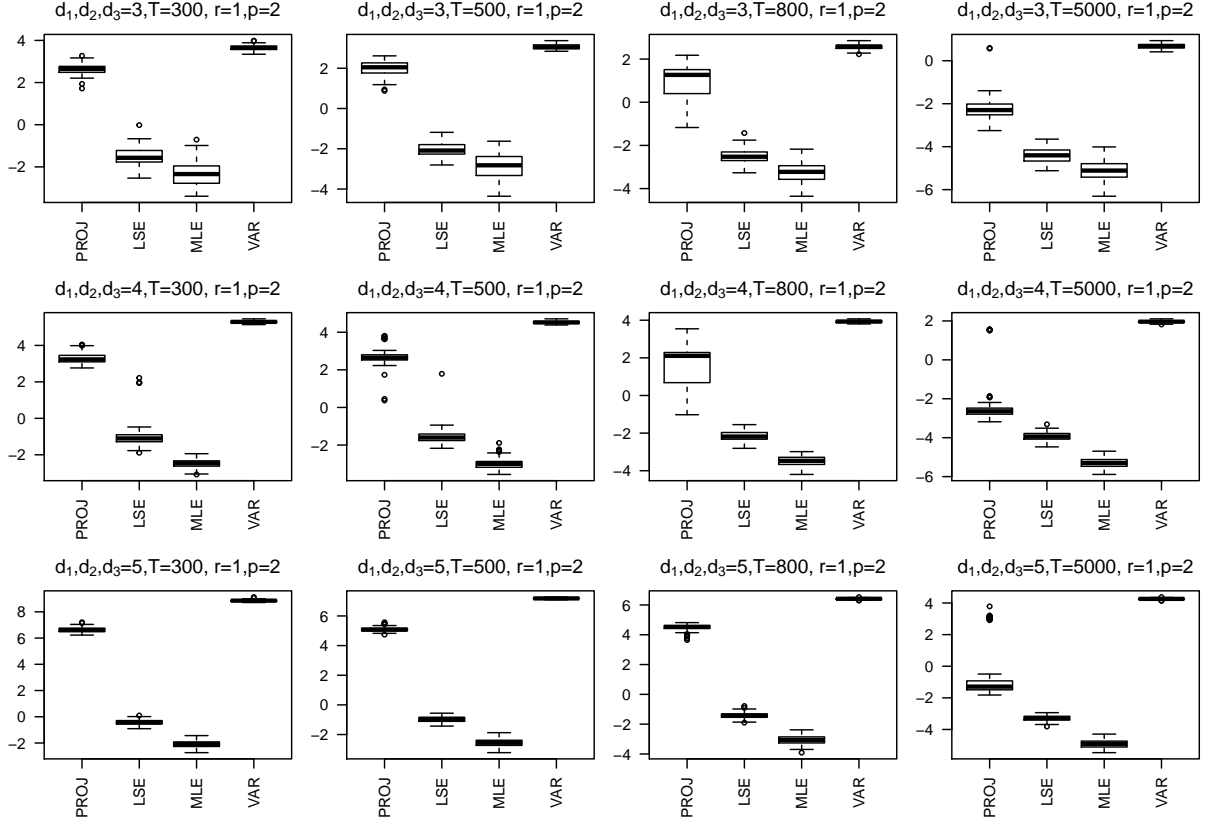 d₁,d₂,d₃=3,T=300, r=1,p=2
4
2
0
−2
PROJ
LSE
MLE
VAR
d₁,d₂,d₃=3,T=500, r=1,p=2
2
0
−2
−4
PROJ
LSE
MLE
VAR
d₁,d₂,d₃=3,T=800, r=1,p=2
2
0
−2
−4
PROJ
LSE
MLE
VAR
d₁,d₂,d₃=3,T=5000, r=1,p=2
0
−2
−4
−6
PROJ
LSE
MLE
VAR
d₁,d₂,d₃=4,T=300, r=1,p=2
4
2
0
−2
PROJ
LSE
MLE
VAR
d₁,d₂,d₃=4,T=500, r=1,p=2
4
2
0
−2
PROJ
LSE
MLE
VAR
d₁,d₂,d₃=4,T=800, r=1,p=2
4
2
0
−2
−4
PROJ
LSE
MLE
VAR
d₁,d₂,d₃=4,T=5000, r=1,p=2
2
0
−2
−4
−6
PROJ
LSE
MLE
VAR
d₁,d₂,d₃=5,T=300, r=1,p=2
8
6
4
2
0
−2
PROJ
LSE
MLE
VAR
d₁,d₂,d₃=5,T=500, r=1,p=2
6
4
2
0
−2
PROJ
LSE
MLE
VAR
d₁,d₂,d₃=5,T=800, r=1,p=2
6
4
2
0
−2
−4
PROJ
LSE
MLE
VAR
d₁,d₂,d₃=5,T=5000, r=1,p=2
4
2
0
−2
−4
PROJ
LSE
MLE
VAR